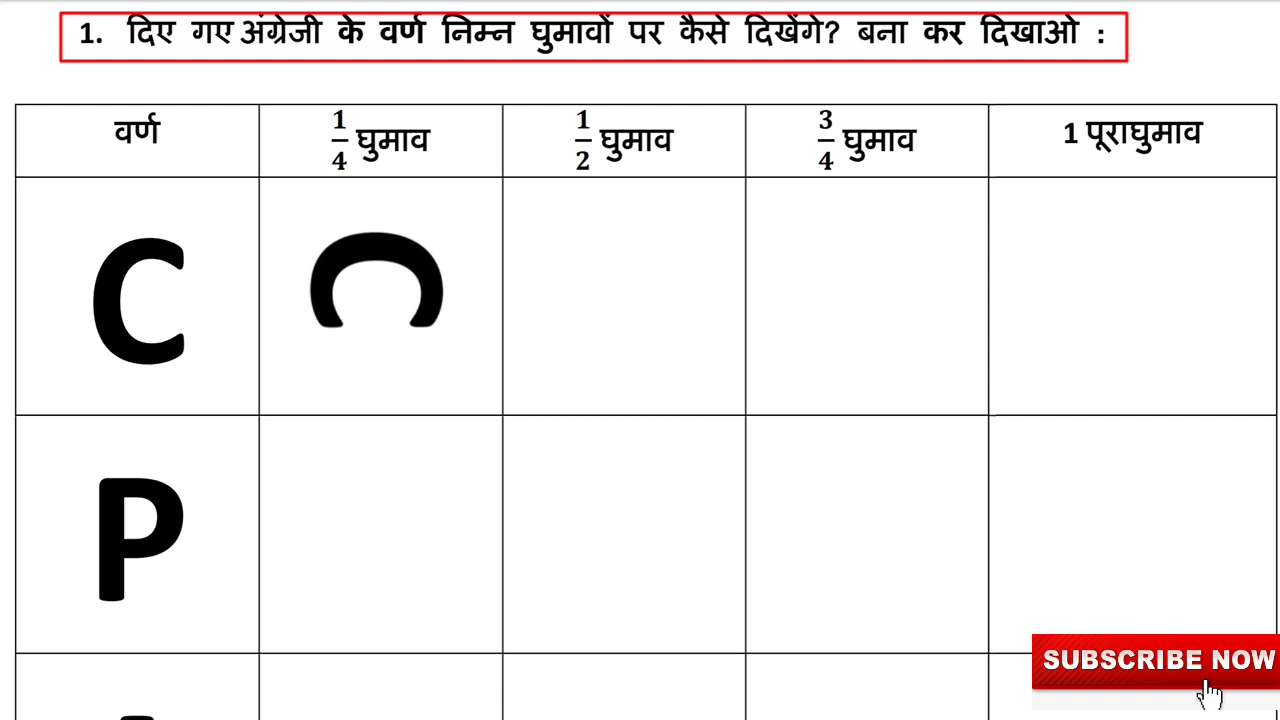 1. दिए गए अंग्रेजी के वर्ण निम्न घुमावों पर कैसे दिखेंगे? बना कर दिखाओ :
वर्ण 1/4 घुमाव 1/2 घुमाव 3/4 घुमाव 1 पूराघुमाव
C C
P
SUBSCRIBE NOW